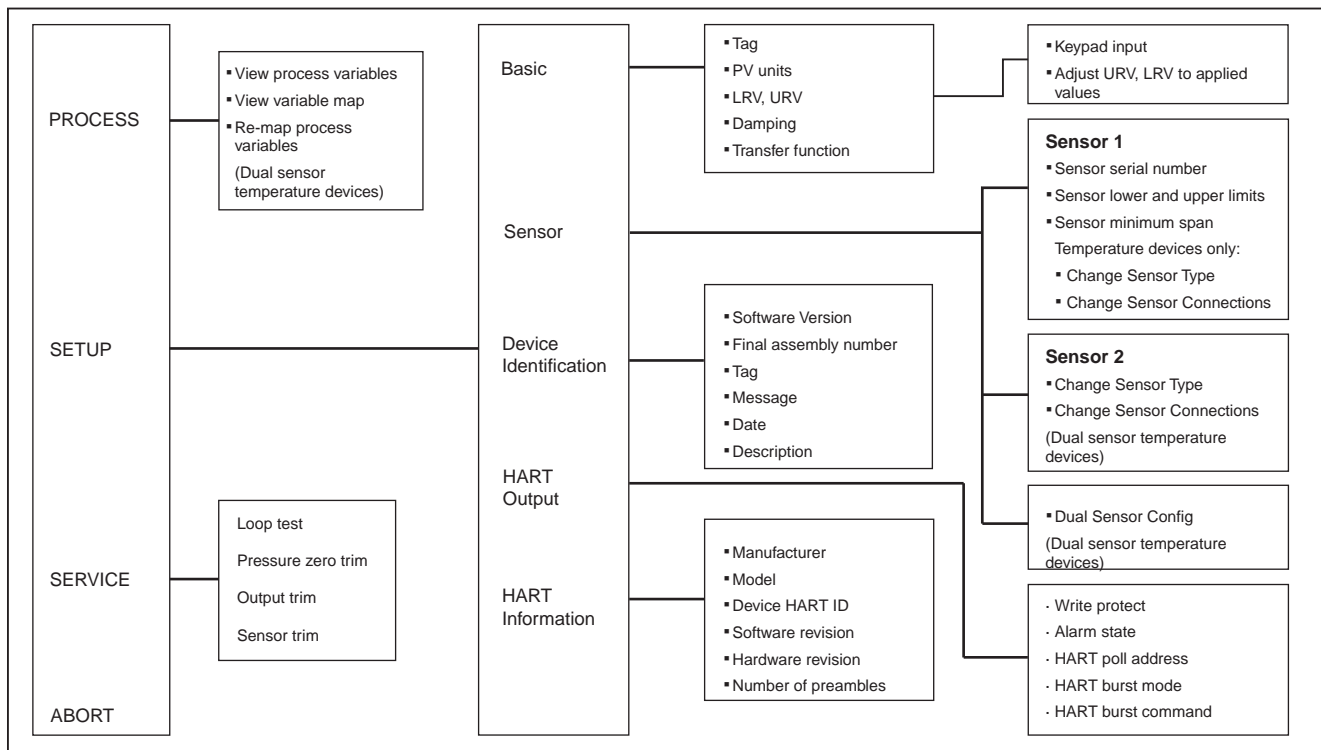 PROCESS
SETUP
SERVICE
ABORT
▪ View process variables
▪ View variable map
▪ Re-map process
variables
(Dual sensor
temperature devices)
Loop test
Pressure zero trim
Output trim
Sensor trim
Basic
Sensor
Device
Identification
HART
Output
HART
Information
▪ Tag
▪ PV units
▪ LRV, URV
▪ Damping
▪ Transfer function
▪ Software Version
▪ Final assembly number
▪ Tag
▪ Message
▪ Date
▪ Description
▪ Manufacturer
▪ Model
▪ Device HART ID
▪ Software revision
▪ Hardware revision
▪ Number of preambles
▪ Keypad input
▪ Adjust URV, LRV to applied
values
Sensor 1
▪ Sensor serial number
▪ Sensor lower and upper limits
▪ Sensor minimum span
Temperature devices only:
▪ Change Sensor Type
▪ Change Sensor Connections
Sensor 2
▪ Change Sensor Type
▪ Change Sensor Connections
(Dual sensor temperature
devices)
▪ Dual Sensor Config
(Dual sensor temperature
devices)
· Write protect
· Alarm state
· HART poll address
· HART burst mode
· HART burst command